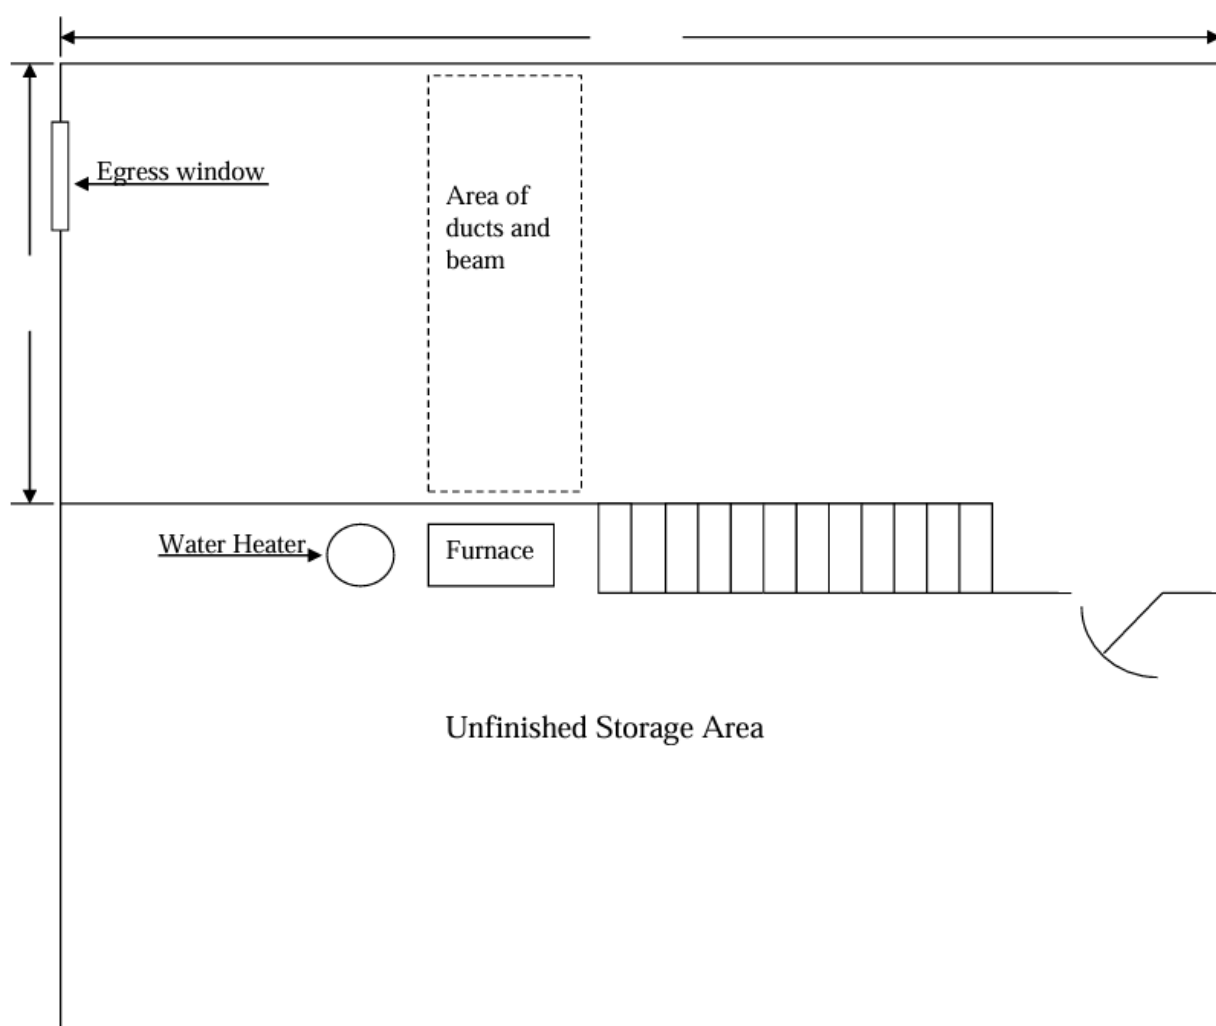 Egress window
Area of
ducts and
beam
Water Heater
Furnace
Unfinished Storage Area